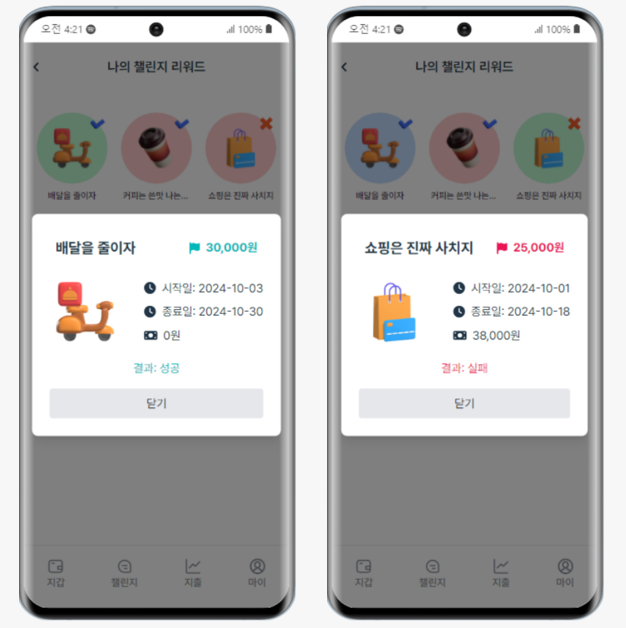 오전 4:21
100%
나의 챌린지 리워드
배달을 줄이자
커피는 쓴맛 나는...
쇼핑은 진짜 사치지
배달을 줄이자
30,000원
시작일: 2024-10-03
종료일: 2024-10-30
0원
결과: 성공
닫기
지갑
챌린지
지출
마이
오전 4:21
100%
나의 챌린지 리워드
배달을 줄이자
커피는 쓴맛 나는...
쇼핑은 진짜 사치지
쇼핑은 진짜 사치지
25,000원
시작일: 2024-10-01
종료일: 2024-10-18
38,000원
결과: 실패
닫기
지갑
챌린지
지출
마이